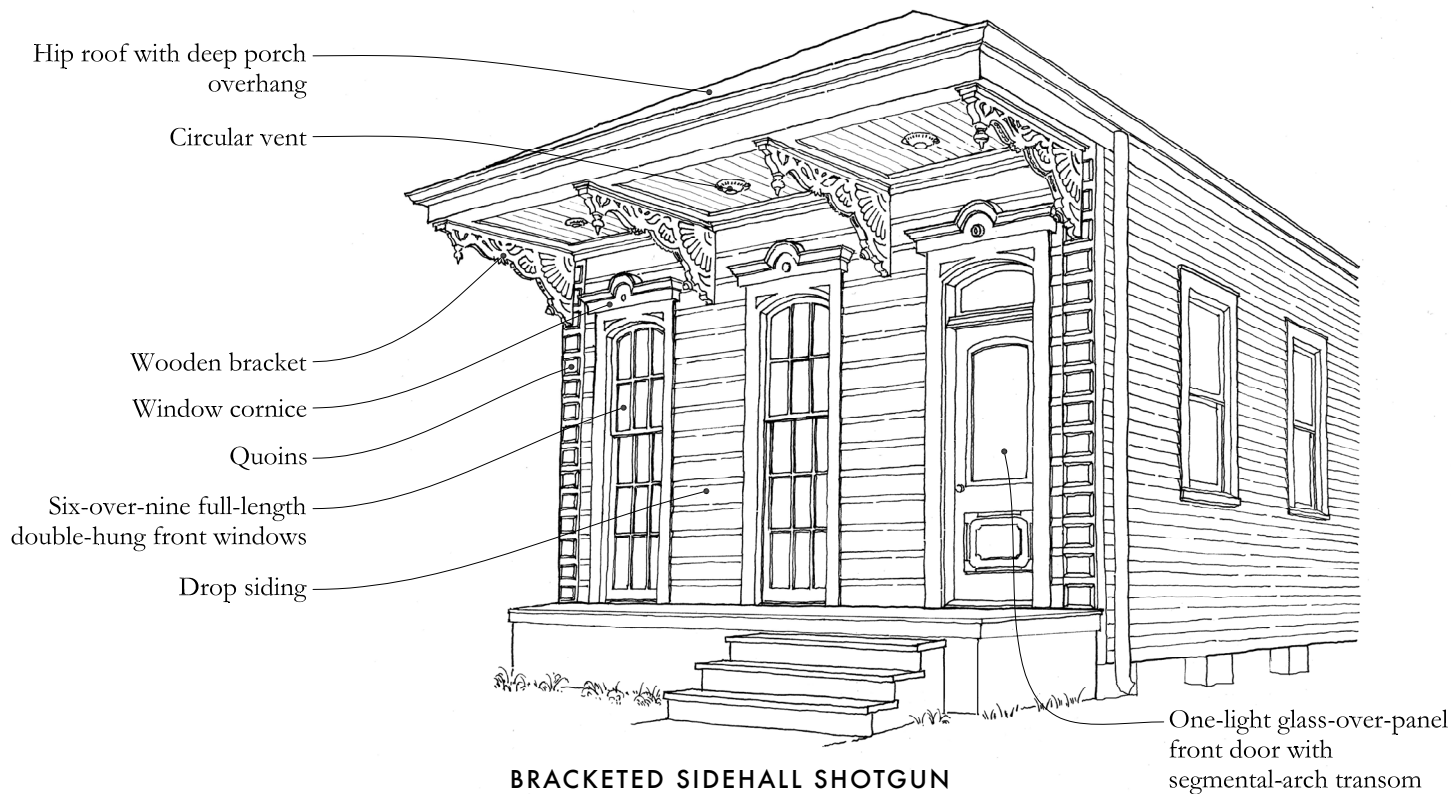 Hip roof with deep porch
overhang
Circular vent
Wooden bracket
Window cornice
Quoins
Six-over-nine full-length
double-hung front windows
Drop siding
One-light glass-over-panel
front door with
segmental-arch transom
BRACKETED SIDEHALL SHOTGUN